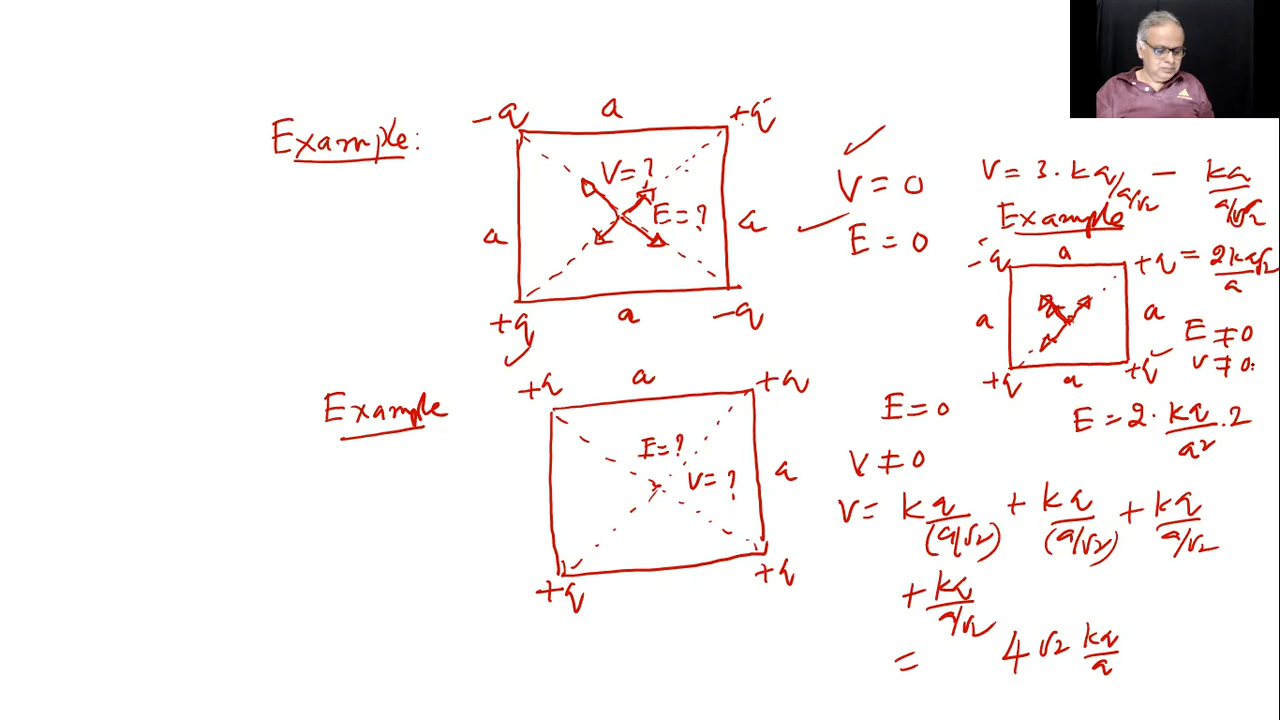 Example:
-q a +q
V = ?
E = ?
a a
+q a -q
V = 0
E = 0
V = 3. kq/a/√2 - kq/a/√2
= 2kq√2/a
Example
-q a +q
a a
+q a +q
E ≠ 0
V ≠ 0
E = 2. kq/a² .2
Example
+q a +q
E = ?
V = ?
a
+q +q
E = 0
V ≠ 0
V = kq/(a/√2) + kq/(a/√2) + kq/a/√2
+ kq/a/√2
= 4√2 kq/a
adidas